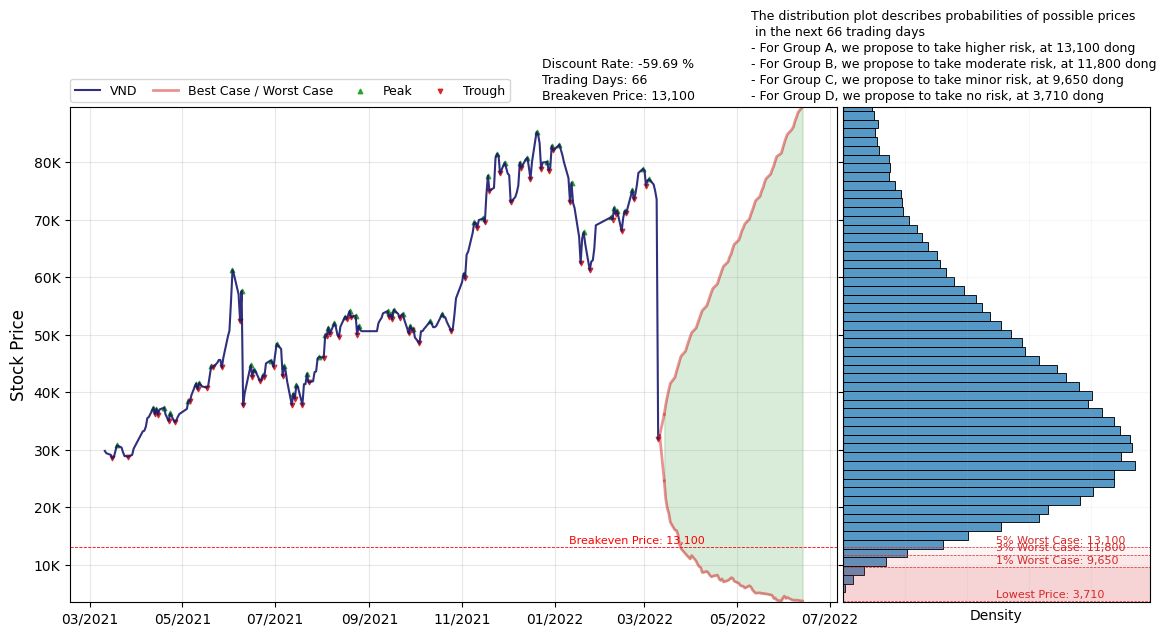 The distribution plot describes probabilities of possible prices
in the next 66 trading days
- For Group A, we propose to take higher risk, at 13,100 dong
- For Group B, we propose to take moderate risk, at 11,800 dong
- For Group C, we propose to take minor risk, at 9,650 dong
- For Group D, we propose to take no risk, at 3,710 dong
Discount Rate: -59.69 %
Trading Days: 66
Breakeven Price: 13,100
VND
Best Case / Worst Case
Peak
Trough
Stock Price
80K
70K
60K
50K
40K
30K
20K
10K
Breakeven Price: 13,100
5% Worst Case: 13,100
3% Worst Case: 11,800
1% Worst Case: 9,650
Lowest Price: 3,710
03/2021
05/2021
07/2021
09/2021
11/2021
01/2022
03/2022
05/2022
07/2022
Density